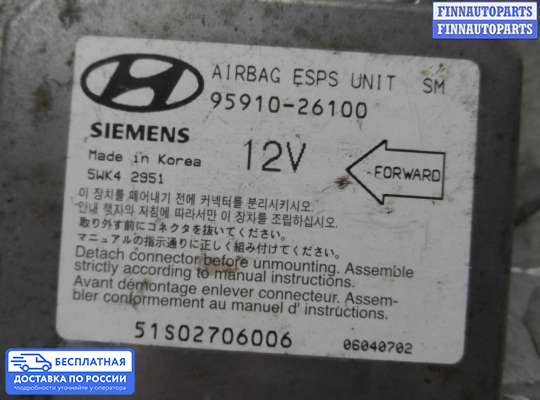 FINNAUTOPARTS
FINNAUTOPARTS
AIRBAG ESPS UNIT SM
95910-26100
SIEMENS
Made in Korea
5WK4 2951
12V
FORWARD
이 장치를 떼어내기 전에 커넥터를 분리시키시오.
안내 책자의 지침에 따라서만 이 장치를 조립하십시오.
取り外す前にコネクタを抜いてください。
マニュアルの指示通りに正しく組み付けてください。
Detach connector before unmounting. Assemble
strictly according to manual instructions.
Avant démontage enlever connecteur. Assem-
bler conformement au manuel d' instructions.
51S02706006
06040702
БЕСПЛАТНАЯ
ДОСТАВКА ПО РОССИИ
подробности уточняйте у оператора